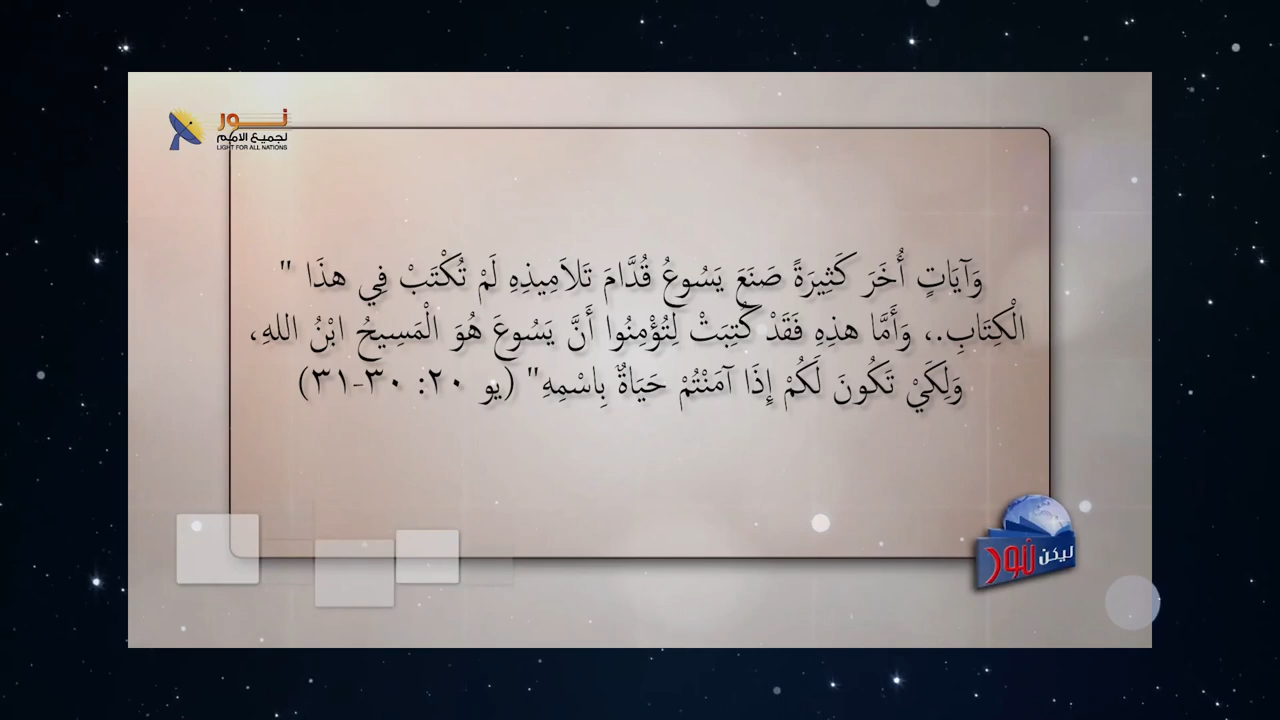 نور
لجميع الامم
LIGHT FOR ALL NATIONS
وَآيَاتٍ أُخَرَ كَثِيرَةً صَنَعَ يَسُوعُ قُدَّامَ تَلاَمِيذِهِ لَمْ تُكْتَبْ فِي هذَا "
الْكِتَابِ.، وَأَمَّا هذِهِ فَقَدْ كُتِبَتْ لِتُؤْمِنُوا أَنَّ يَسُوعَ هُوَ الْمَسِيحُ ابْنُ اللهِ،
وَلِكَيْ تَكُونَ لَكُمْ إِذَا آمَنْتُمْ حَيَاةٌ بِاسْمِهِ" (يو ٢٠: ٣٠-٣١)
ليكن نور